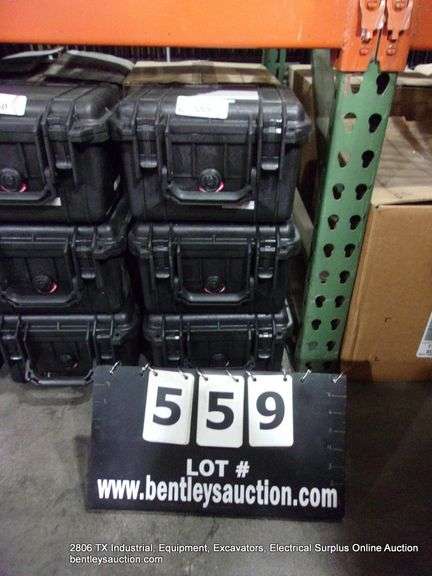 559
LOT #
www.bentleysauction.com
2806 TX Industrial, Equipment, Excavators, Electrical Surplus Online Auction
bentleysauction.com